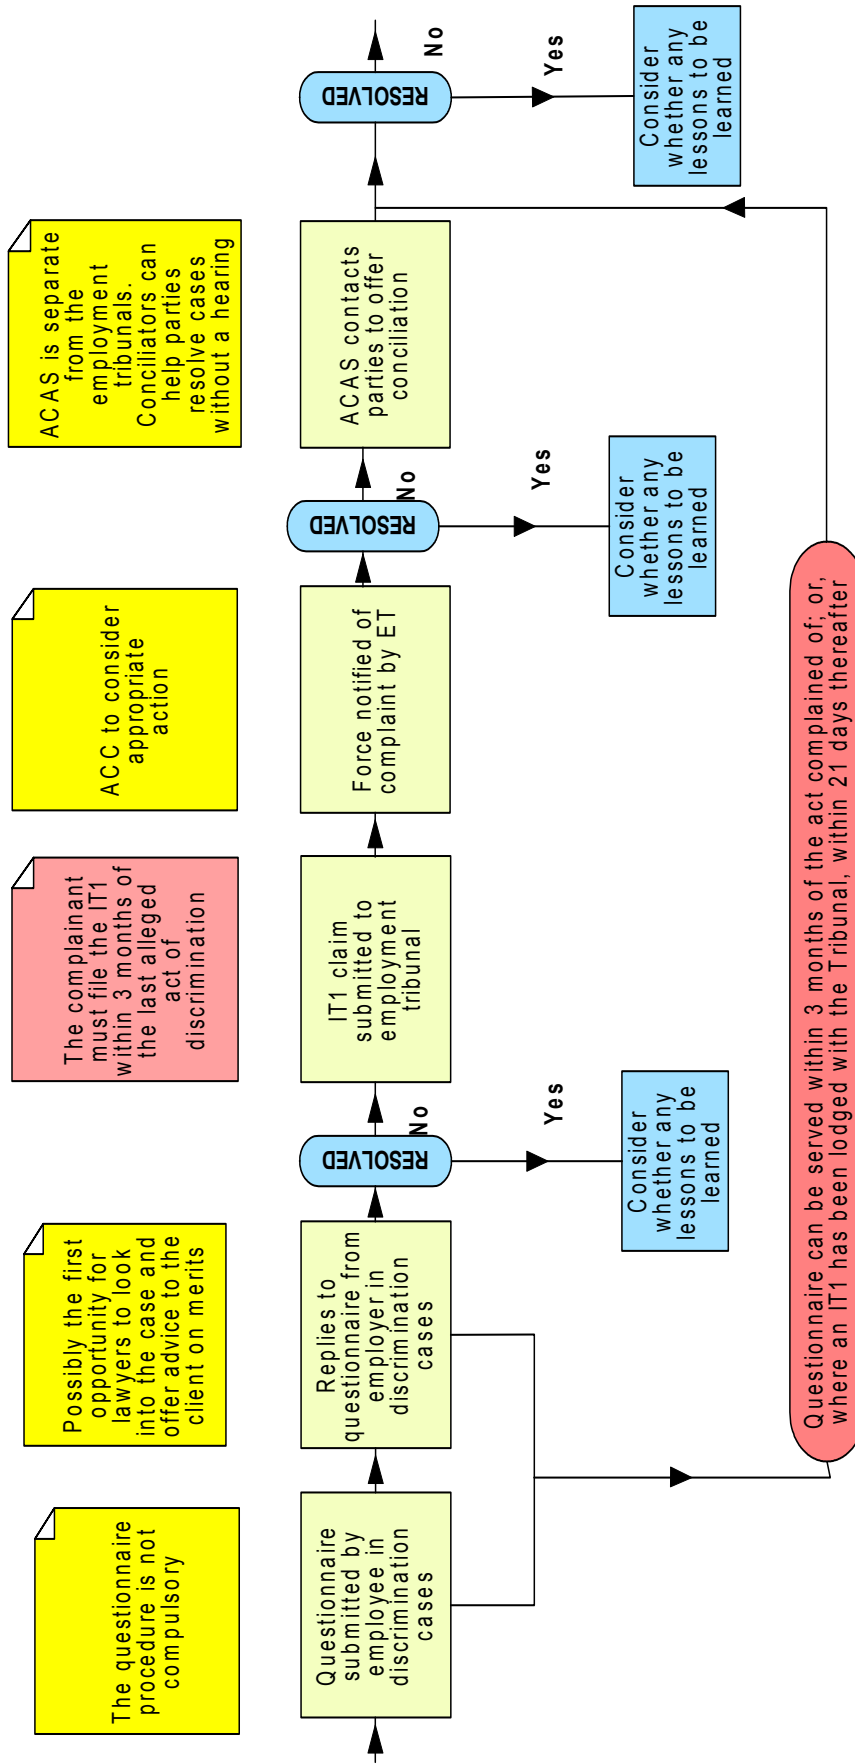 The questionnaire
procedure is not
compulsory
Possibly the first
opportunity for
lawyers to look
into the case and
offer advice to the
client on merits
The complainant
must file the IT1
within 3 months of
the last alleged
act of
discrimination
ACC to consider
appropriate
action
ACAS is separate
from the
employment
tribunals.
Conciliators can
help parties
resolve cases
without a hearing
Questionnaire
submitted by
employee in
discrimination
cases
Replies to
questionnaire from
employer in
discrimination
cases
RESOLVED
No
Yes
Consider
whether any
lessons to be
learned
IT1 claim
submitted to
employment
tribunal
Force notified of
complaint by ET
RESOLVED
No
Yes
Consider
whether any
lessons to be
learned
ACAS contacts
parties to offer
conciliation
RESOLVED
No
Yes
Consider
whether any
lessons to be
learned
Questionnaire can be served within 3 months of the act complained of; or,
where an IT1 has been lodged with the Tribunal, within 21 days thereafter